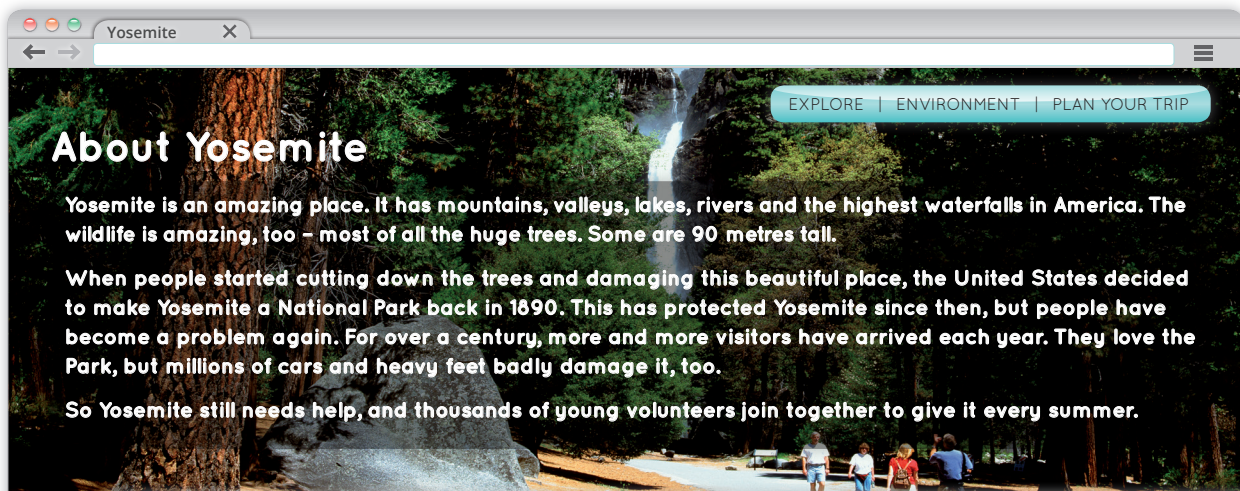 Yosemite
EXPLORE | ENVIRONMENT | PLAN YOUR TRIP
About Yosemite
Yosemite is an amazing place. It has mountains, valleys, lakes, rivers and the highest waterfalls in America. The
wildlife is amazing, too – most of all the huge trees. Some are 90 metres tall.
When people started cutting down the trees and damaging this beautiful place, the United States decided
to make Yosemite a National Park back in 1890. This has protected Yosemite since then, but people have
become a problem again. For over a century, more and more visitors have arrived each year. They love the
Park, but millions of cars and heavy feet badly damage it, too.
So Yosemite still needs help, and thousands of young volunteers join together to give it every summer.